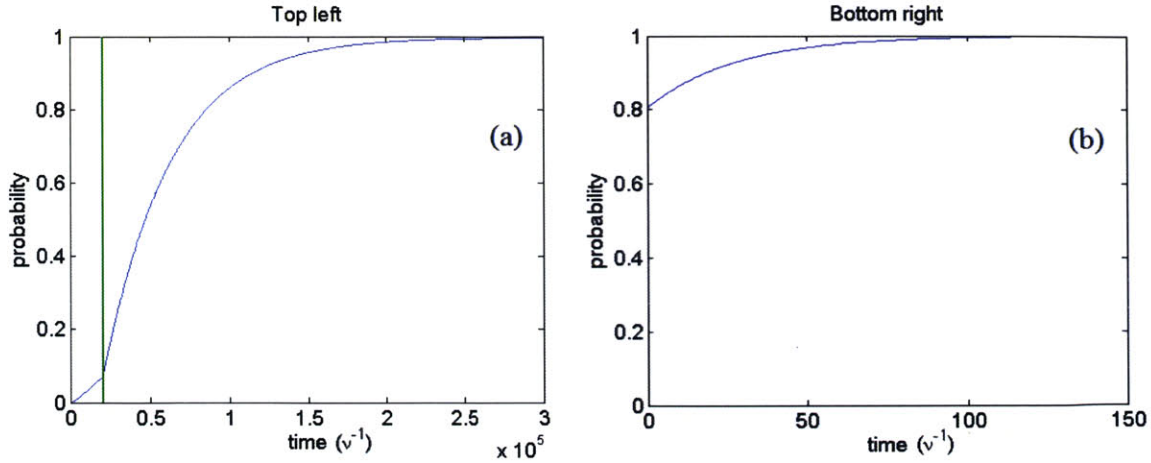 Top left
1
0.8
0.6
0.4
0.2
0
probability
(a)
0 0.5 1 1.5 2 2.5 3
time (ν⁻¹)
x 10⁵
Bottom right
1
0.8
0.6
0.4
0.2
0
probability
(b)
0 50 100 150
time (ν⁻¹)